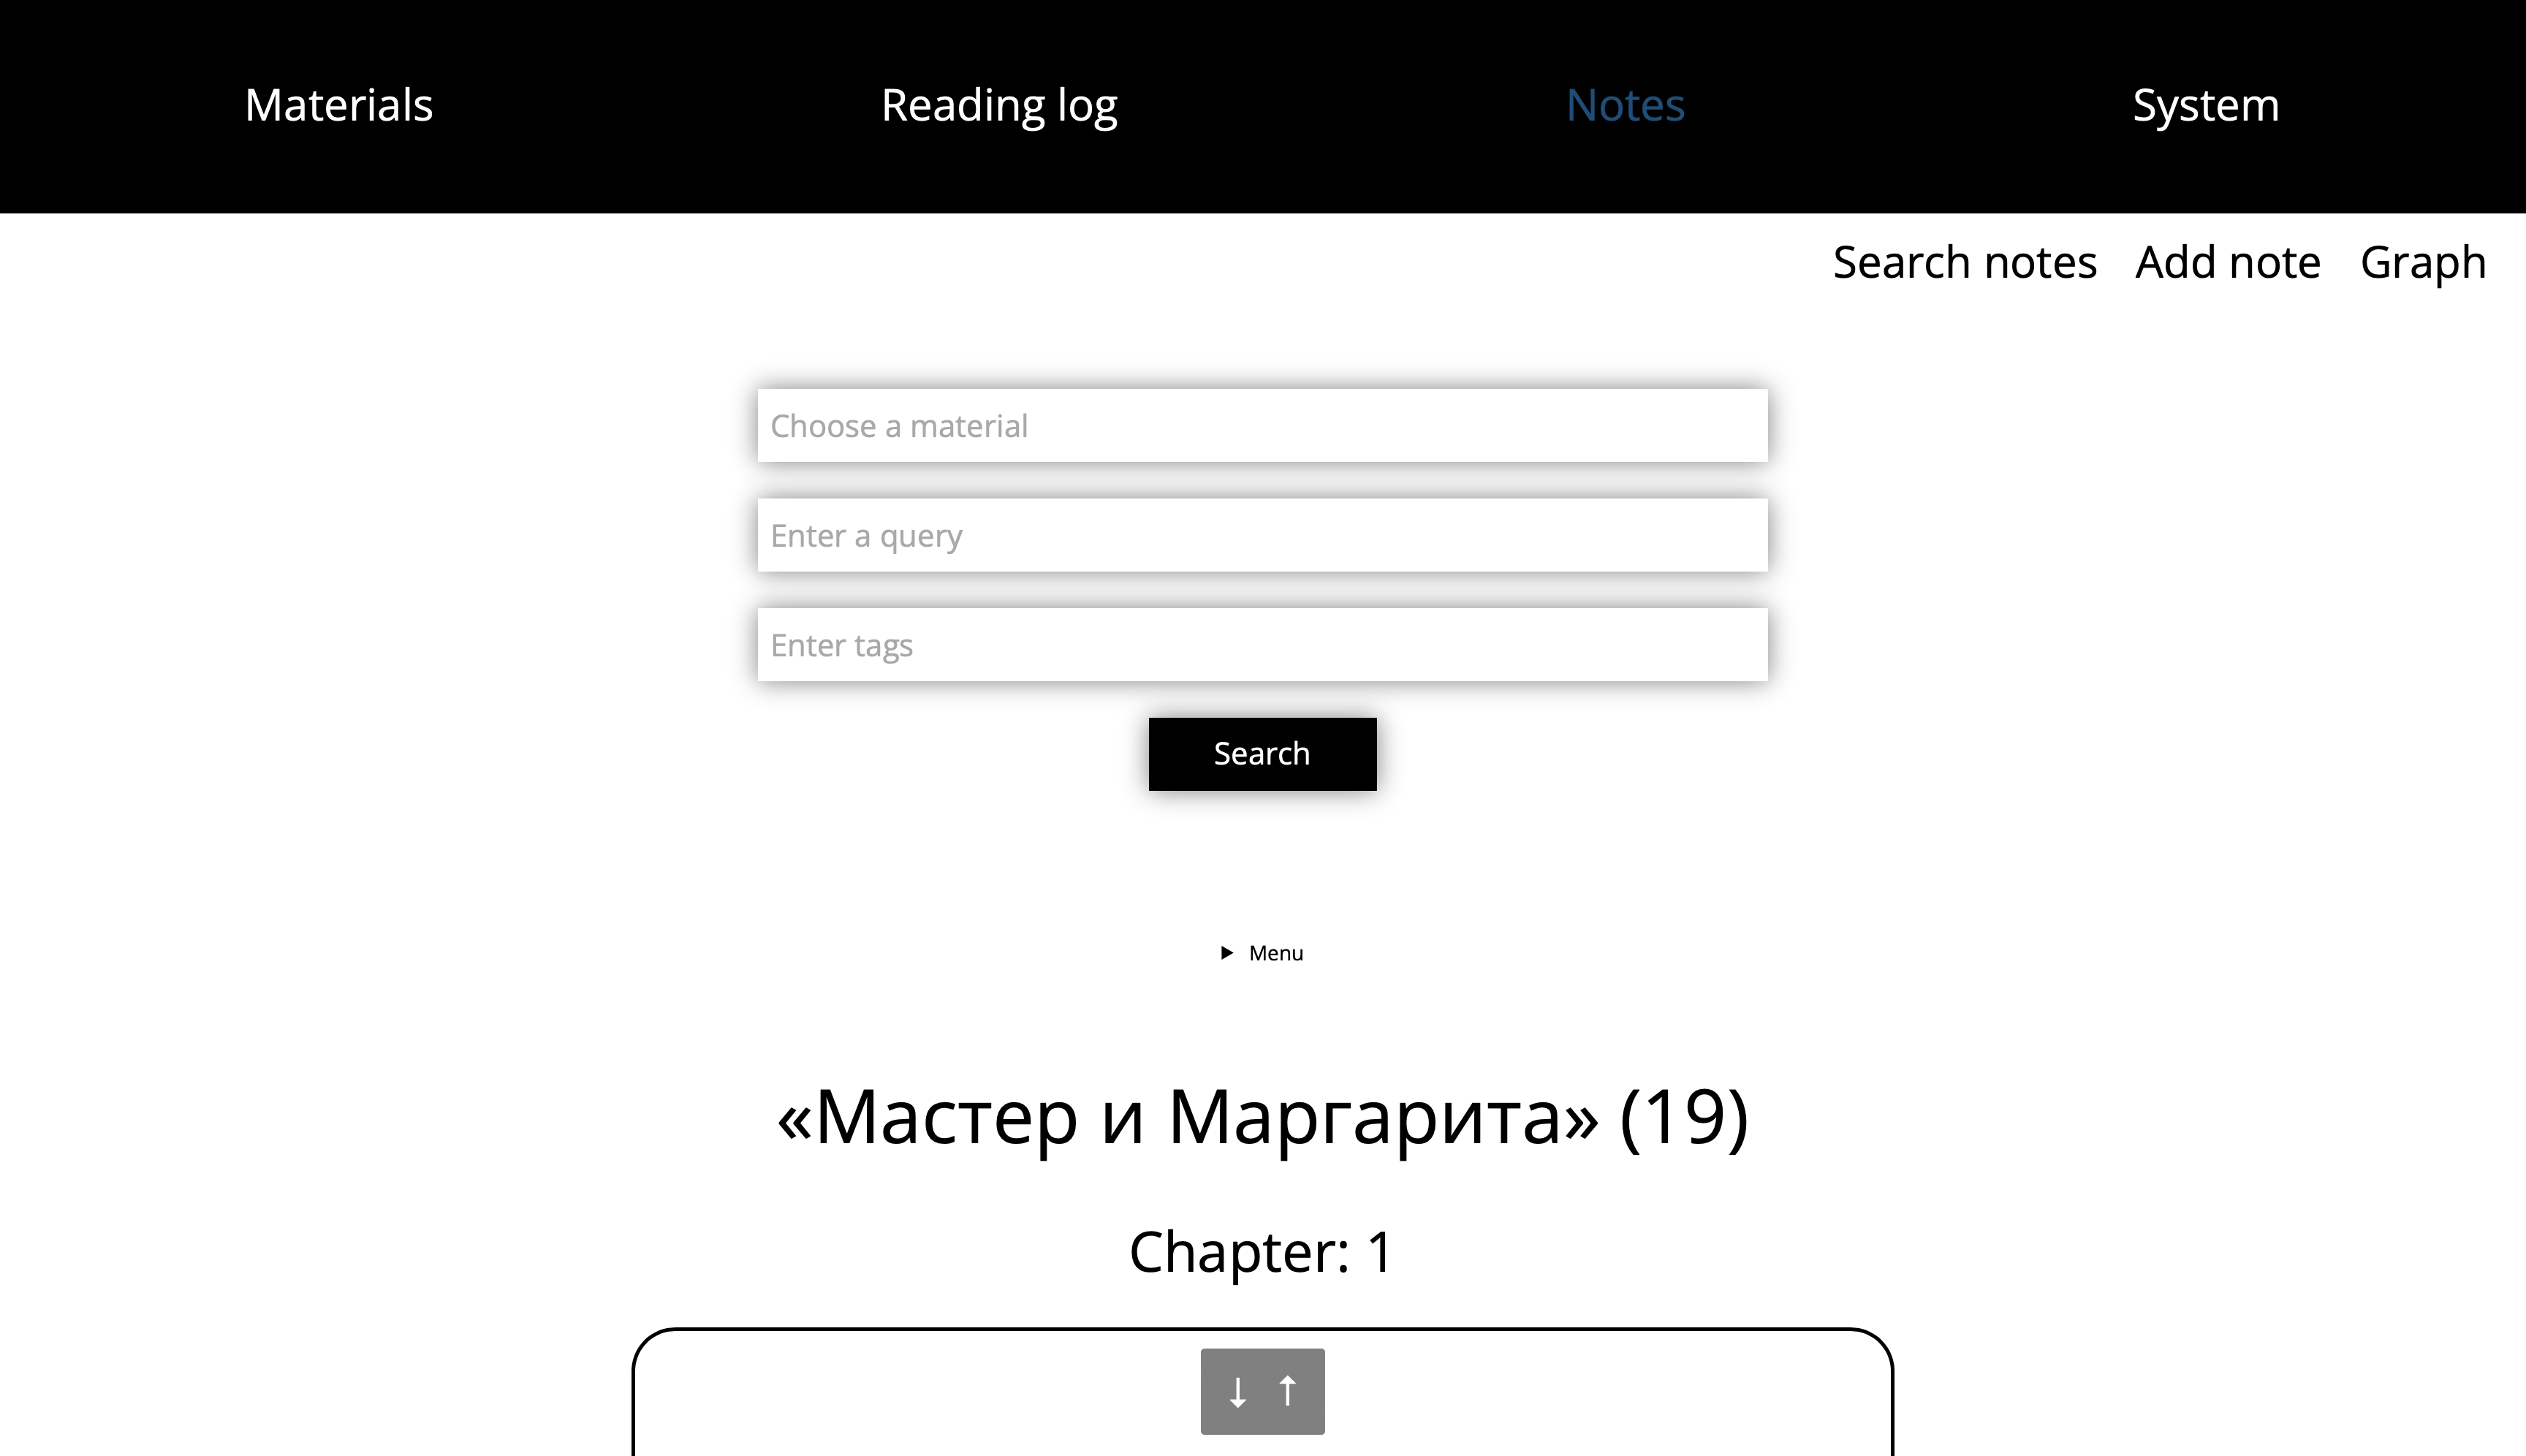 Materials Reading log Notes System
Search notes Add note Graph
Choose a material
Enter a query
Enter tags
Search
▶ Menu
«Мастер и Маргарита» (19)
Chapter: 1
↓ ↑